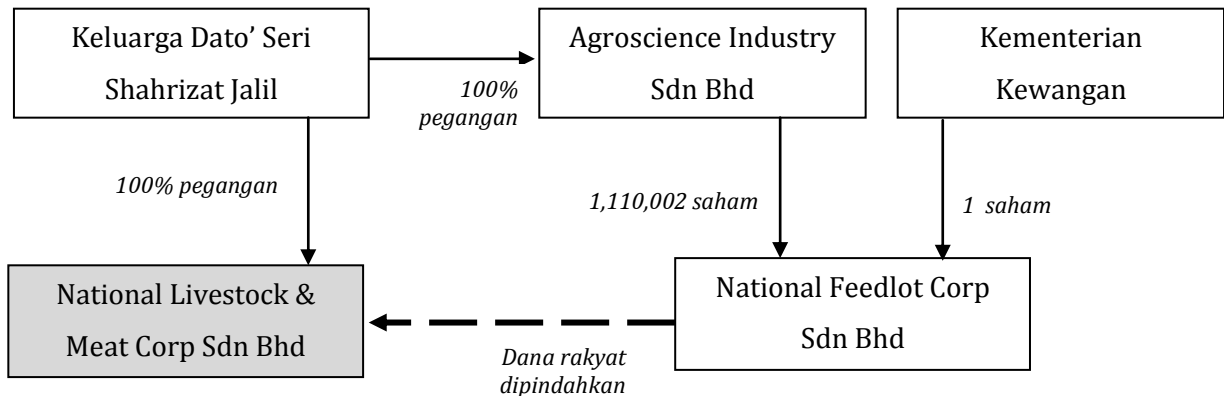 Keluarga Dato’ Seri
Shahrizat Jalil
100%
pegangan
Agroscience Industry
Sdn Bhd
Kementerian
Kewangan
100% pegangan
1,110,002 saham
1 saham
National Livestock &
Meat Corp Sdn Bhd
Dana rakyat
dipindahkan
National Feedlot Corp
Sdn Bhd